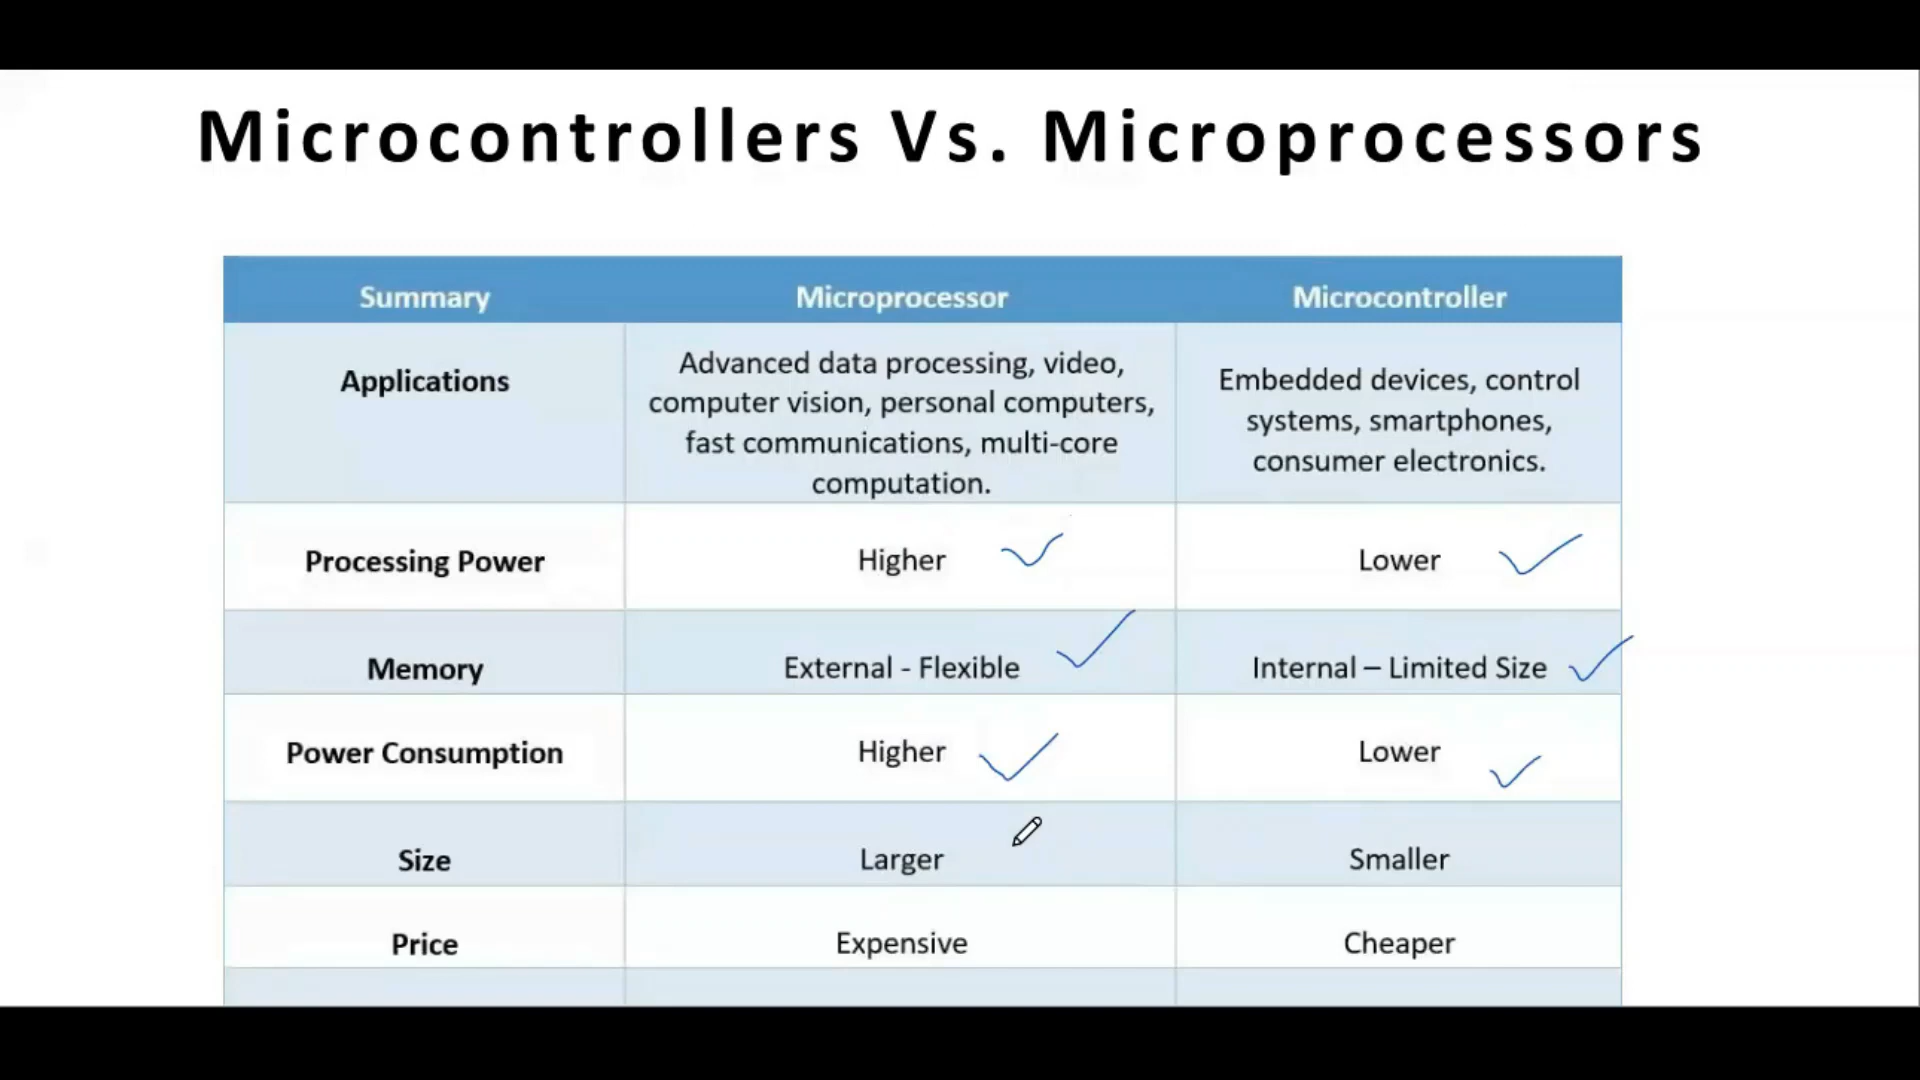 Microcontrollers Vs. Microprocessors
Summary Microprocessor Microcontroller
Applications
Advanced data processing, video,
computer vision, personal computers,
fast communications, multi-core
computation.
Embedded devices, control
systems, smartphones,
consumer electronics.
Processing Power Higher Lower
Memory External - Flexible Internal – Limited Size
Power Consumption Higher Lower
Size Larger Smaller
Price Expensive Cheaper